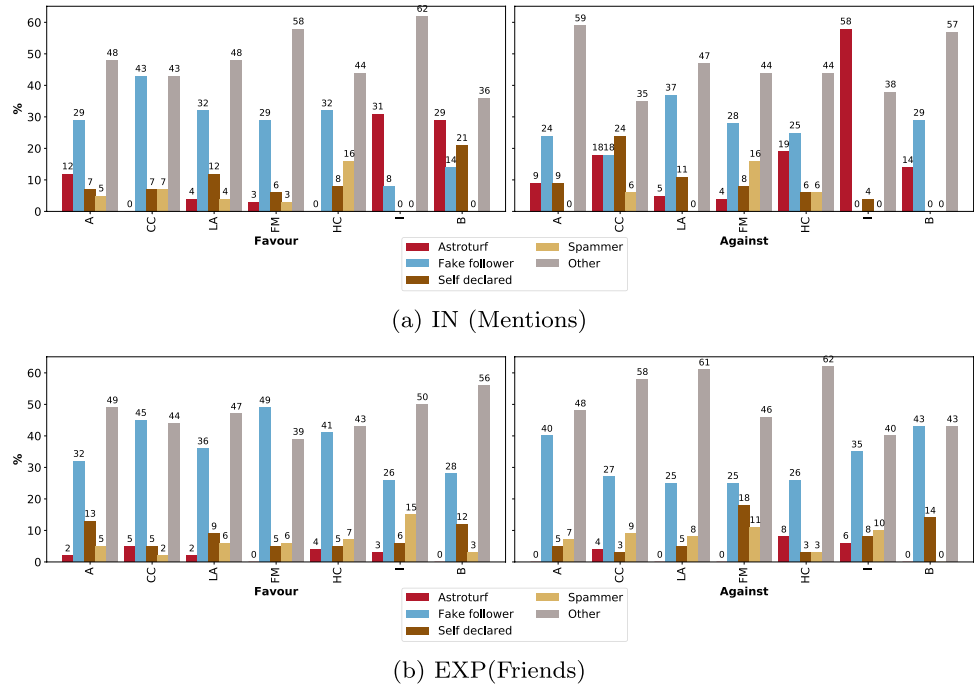 60
50
40
30
20
10
0
%
12 29 7 5 48
0 43 7 7 43
4 32 12 4 48
3 29 6 3 58
0 32 8 16 44
31 8 0 0 62
29 14 21 0 36
A CC LA FM HC I B
Favour
9 24 9 0 59
18 18 24 6 35
5 37 11 0 47
4 28 8 16 44
19 25 6 6 44
58 0 4 0 38
14 29 0 0 57
A CC LA FM HC I B
Against
Astroturf Spammer
Fake follower Other
Self declared
(a) IN (Mentions)
60
50
40
30
20
10
0
%
2 32 13 5 49
5 45 5 2 44
2 36 9 6 47
0 49 5 6 39
4 41 5 7 43
3 26 6 15 50
0 28 12 3 56
A CC LA FM HC I B
Favour
0 40 5 7 48
4 27 3 9 58
0 25 5 8 61
0 25 18 11 46
8 26 3 3 62
6 35 8 10 40
0 43 14 0 43
A CC LA FM HC I B
Against
Astroturf Spammer
Fake follower Other
Self declared
(b) EXP(Friends)